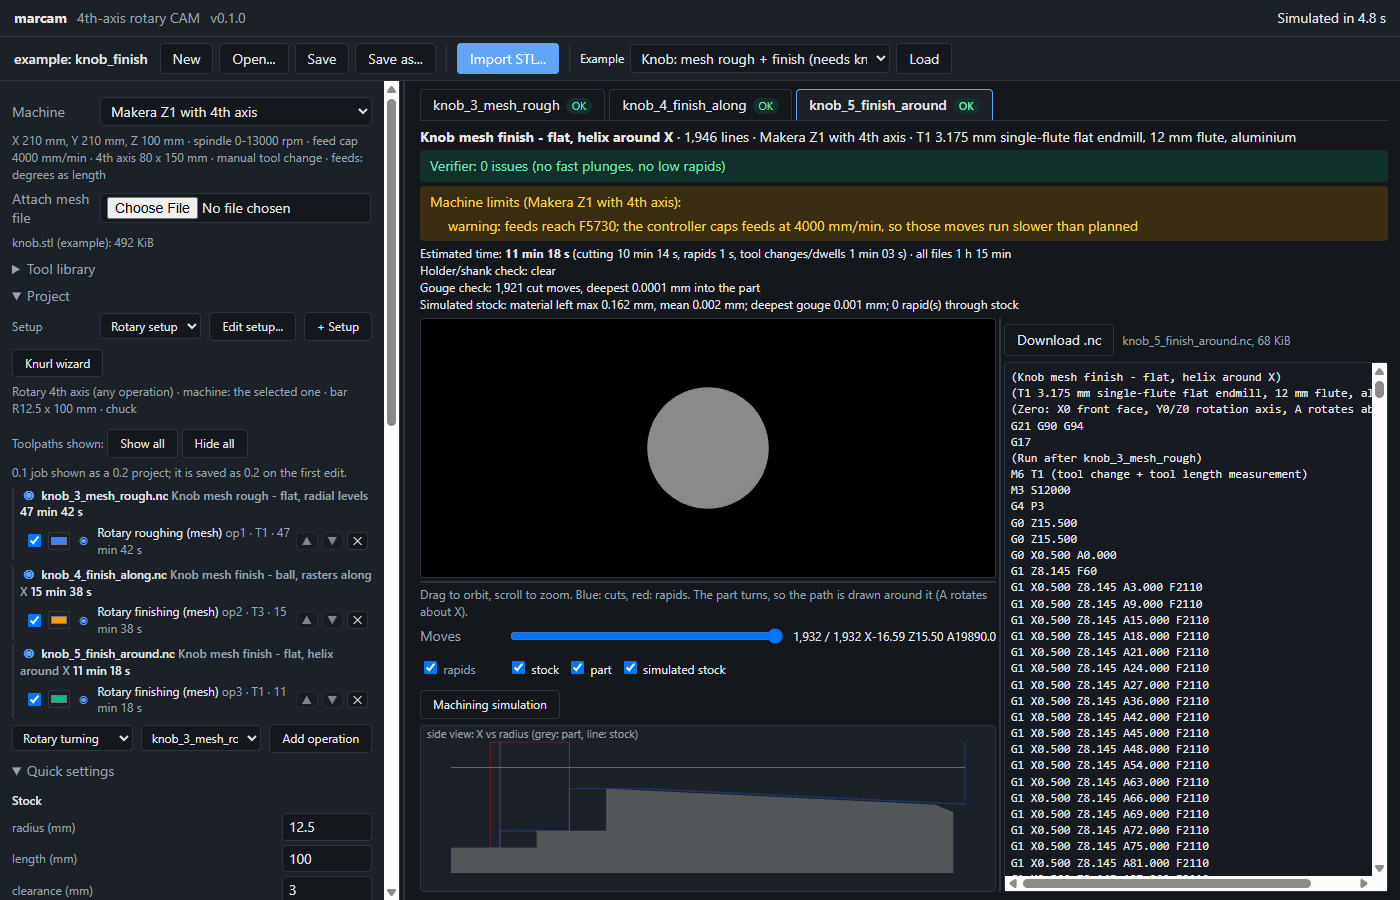 marcam 4th-axis rotary CAM v0.1.0
Simulated in 4.8 s
example: knob_finish New Open... Save Save as... Import STL... Example Knob: mesh rough + finish (needs kn Load
Machine Makera Z1 with 4th axis
X 210 mm, Y 210 mm, Z 100 mm · spindle 0-13000 rpm · feed cap
4000 mm/min · 4th axis 80 x 150 mm · manual tool change · feeds:
degrees as length
Attach mesh
file
Choose File No file chosen
knob.stl (example): 492 KiB
Tool library
Project
Setup Rotary setup Edit setup... + Setup
Knurl wizard
Rotary 4th axis (any operation) · machine: the selected one · bar
R12.5 x 100 mm · chuck
Toolpaths shown: Show all Hide all
0.1 job shown as a 0.2 project; it is saved as 0.2 on the first edit.
knob_3_mesh_rough.nc Knob mesh rough - flat, radial levels
47 min 42 s
Rotary roughing (mesh) op1 · T1 · 47
min 42 s
knob_4_finish_along.nc Knob mesh finish - ball, rasters along
X 15 min 38 s
Rotary finishing (mesh) op2 · T3 · 15
min 38 s
knob_5_finish_around.nc Knob mesh finish - flat, helix
around X 11 min 18 s
Rotary finishing (mesh) op3 · T1 · 11
min 18 s
Rotary turning knob_3_mesh_rc Add operation
Quick settings
Stock
radius (mm) 12.5
length (mm) 100
clearance (mm) 3
knob_3_mesh_rough OK knob_4_finish_along OK knob_5_finish_around OK
Knob mesh finish - flat, helix around X · 1,946 lines · Makera Z1 with 4th axis · T1 3.175 mm single-flute flat endmill, 12 mm flute, aluminium
Verifier: 0 issues (no fast plunges, no low rapids)
Machine limits (Makera Z1 with 4th axis):
warning: feeds reach F5730; the controller caps feeds at 4000 mm/min, so those moves run slower than planned
Estimated time: 11 min 18 s (cutting 10 min 14 s, rapids 1 s, tool changes/dwells 1 min 03 s) · all files 1 h 15 min
Holder/shank check: clear
Gouge check: 1,921 cut moves, deepest 0.0001 mm into the part
Simulated stock: material left max 0.162 mm, mean 0.002 mm; deepest gouge 0.001 mm; 0 rapid(s) through stock
Drag to orbit, scroll to zoom. Blue: cuts, red: rapids. The part turns, so the path is drawn around it (A rotates
about X).
Moves 1,932 / 1,932 X-16.59 Z15.50 A19890.0
rapids stock part simulated stock
Machining simulation
side view: X vs radius (grey: part, line: stock)
Download .nc knob_5_finish_around.nc, 68 KiB
(Knob mesh finish - flat, helix around X)
(T1 3.175 mm single-flute flat endmill, 12 mm flute, al
(Zero: X0 front face, Y0/Z0 rotation axis, A rotates ab
G21 G90 G94
G17
(Run after knob_3_mesh_rough)
M6 T1 (tool change + tool length measurement)
M3 S12000
G4 P3
G0 Z15.500
G0 Z15.500
G0 X0.500 A0.000
G1 Z8.145 F60
G1 X0.500 Z8.145 A3.000 F2110
G1 X0.500 Z8.145 A9.000 F2110
G1 X0.500 Z8.145 A15.000 F2110
G1 X0.500 Z8.145 A18.000 F2110
G1 X0.500 Z8.145 A21.000 F2110
G1 X0.500 Z8.145 A24.000 F2110
G1 X0.500 Z8.145 A27.000 F2110
G1 X0.500 Z8.145 A36.000 F2110
G1 X0.500 Z8.145 A42.000 F2110
G1 X0.500 Z8.145 A45.000 F2110
G1 X0.500 Z8.145 A48.000 F2110
G1 X0.500 Z8.145 A54.000 F2110
G1 X0.500 Z8.145 A63.000 F2110
G1 X0.500 Z8.145 A66.000 F2110
G1 X0.500 Z8.145 A69.000 F2110
G1 X0.500 Z8.145 A72.000 F2110
G1 X0.500 Z8.145 A75.000 F2110
G1 X0.500 Z8.145 A81.000 F2110